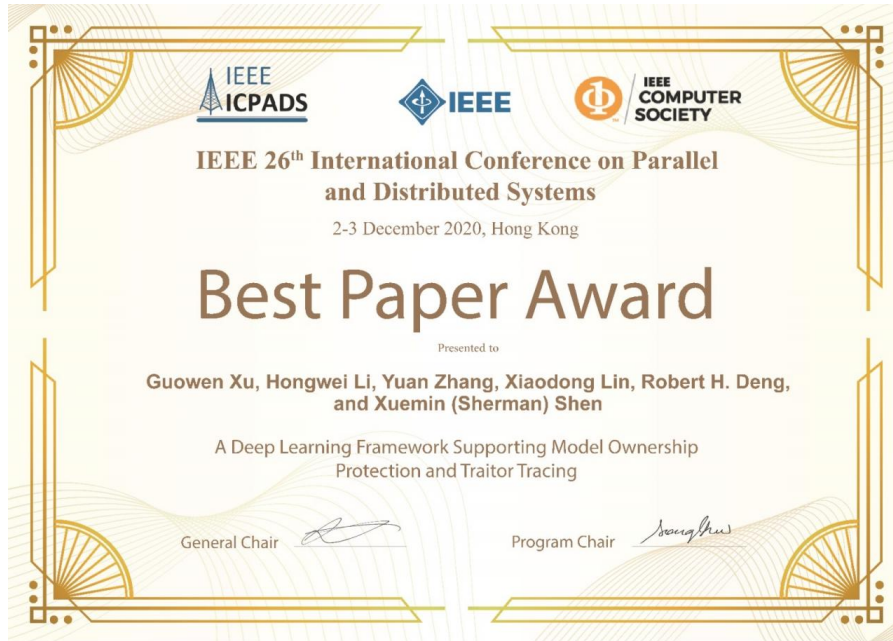 IEEE
ICPADS
IEEE
IEEE
COMPUTER
SOCIETY
IEEE 26th International Conference on Parallel
and Distributed Systems
2-3 December 2020, Hong Kong
Best Paper Award
Presented to
Guowen Xu, Hongwei Li, Yuan Zhang, Xiaodong Lin, Robert H. Deng,
and Xuemin (Sherman) Shen
A Deep Learning Framework Supporting Model Ownership
Protection and Traitor Tracing
General Chair
Program Chair